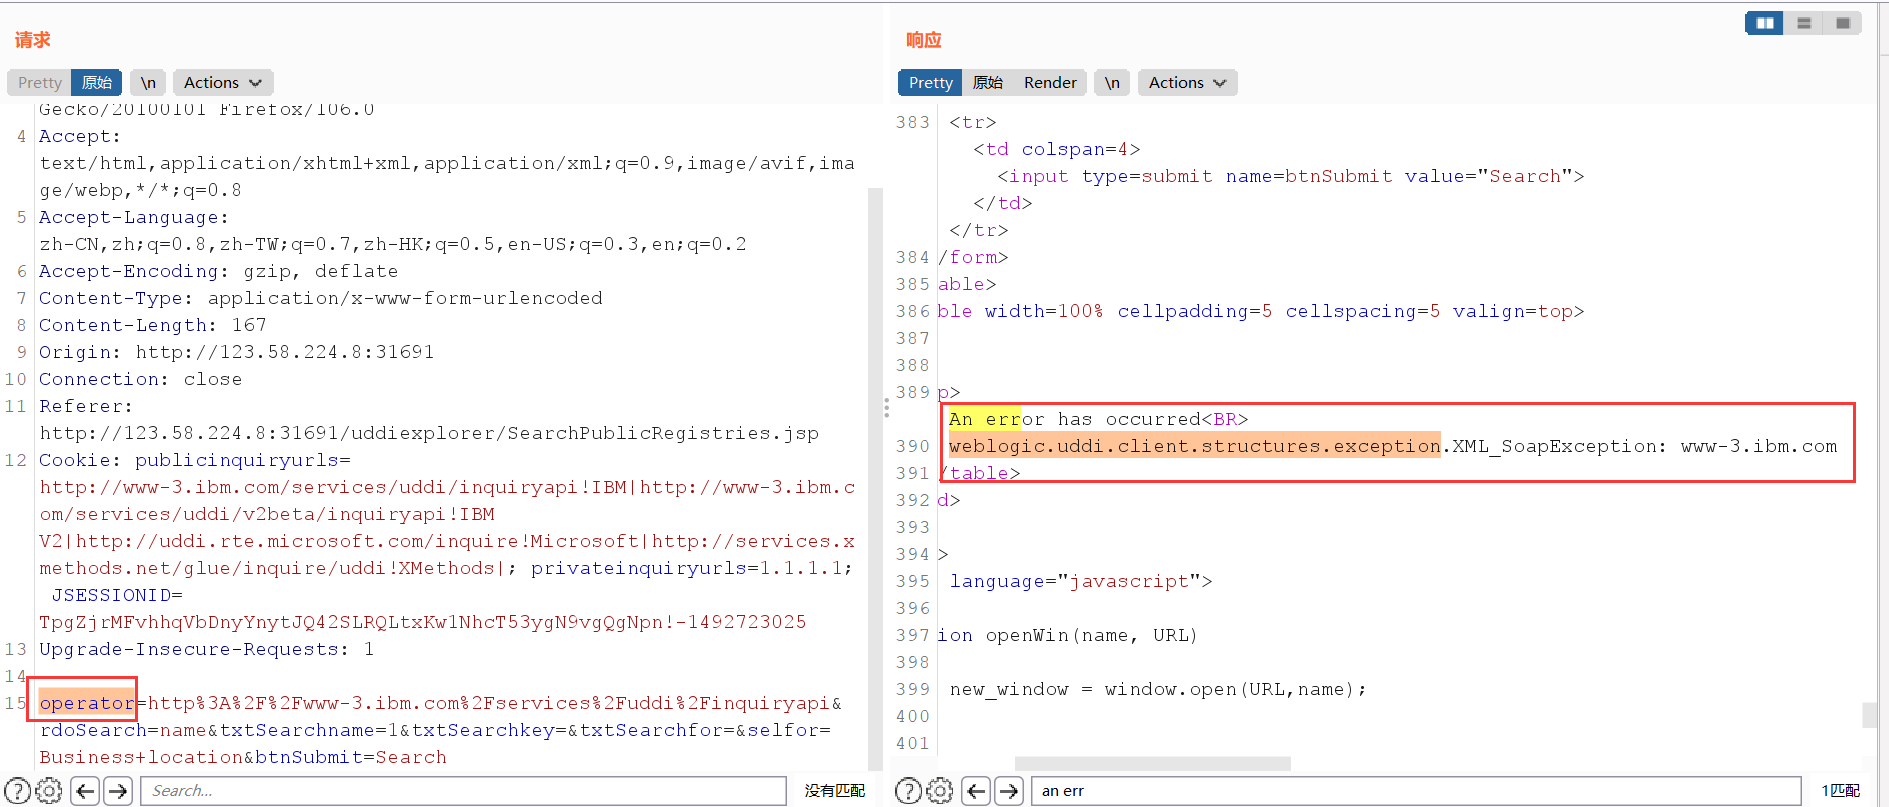 请求
Pretty 原始 \n Actions
Gecko/20100101 Firefox/106.0
4 Accept:
text/html,application/xhtml+xml,application/xml;q=0.9,image/avif,ima
ge/webp,*/*;q=0.8
5 Accept-Language:
zh-CN,zh;q=0.8,zh-TW;q=0.7,zh-HK;q=0.5,en-US;q=0.3,en;q=0.2
6 Accept-Encoding: gzip, deflate
7 Content-Type: application/x-www-form-urlencoded
8 Content-Length: 167
9 Origin: http://123.58.224.8:31691
10 Connection: close
11 Referer:
http://123.58.224.8:31691/uddiexplorer/SearchPublicRegistries.jsp
12 Cookie: publicinquiryurls=
http://www-3.ibm.com/services/uddi/inquiryapi!IBM|http://www-3.ibm.c
om/services/uddi/v2beta/inquiryapi!IBM
V2|http://uddi.rte.microsoft.com/inquire!Microsoft|http://services.x
methods.net/glue/inquire/uddi!XMethods|; privateinquiryurls=1.1.1.1;
JSESSIONID=
TpgZjrMFvhhqVbDnyYnytJQ42SLRQLtxKw1NhcT53ygN9vgQgNpn!-1492723025
13 Upgrade-Insecure-Requests: 1
14
15 operator=http%3A%2F%2Fwww-3.ibm.com%2Fservices%2Fuddi%2Finquiryapi&
rdoSearch=name&txtSearchname=1&txtSearchkey=&txtSearchfor=&selfor=
Business+location&btnSubmit=Search
Search... 没有匹配
响应
Pretty 原始 Render \n Actions
383 <tr>
<td colspan=4>
<input type=submit name=btnSubmit value="Search">
</td>
</tr>
384 /form>
385 able>
386 ble width=100% cellpadding=5 cellspacing=5 valign=top>
387
388
389 p>
An error has occurred<BR>
390 weblogic.uddi.client.structures.exception.XML_SoapException: www-3.ibm.com
391 /table>
392 d>
393
394 >
395 language="javascript">
396
397 ion openWin(name, URL)
398
399 new_window = window.open(URL,name);
400
401
an err 1匹配